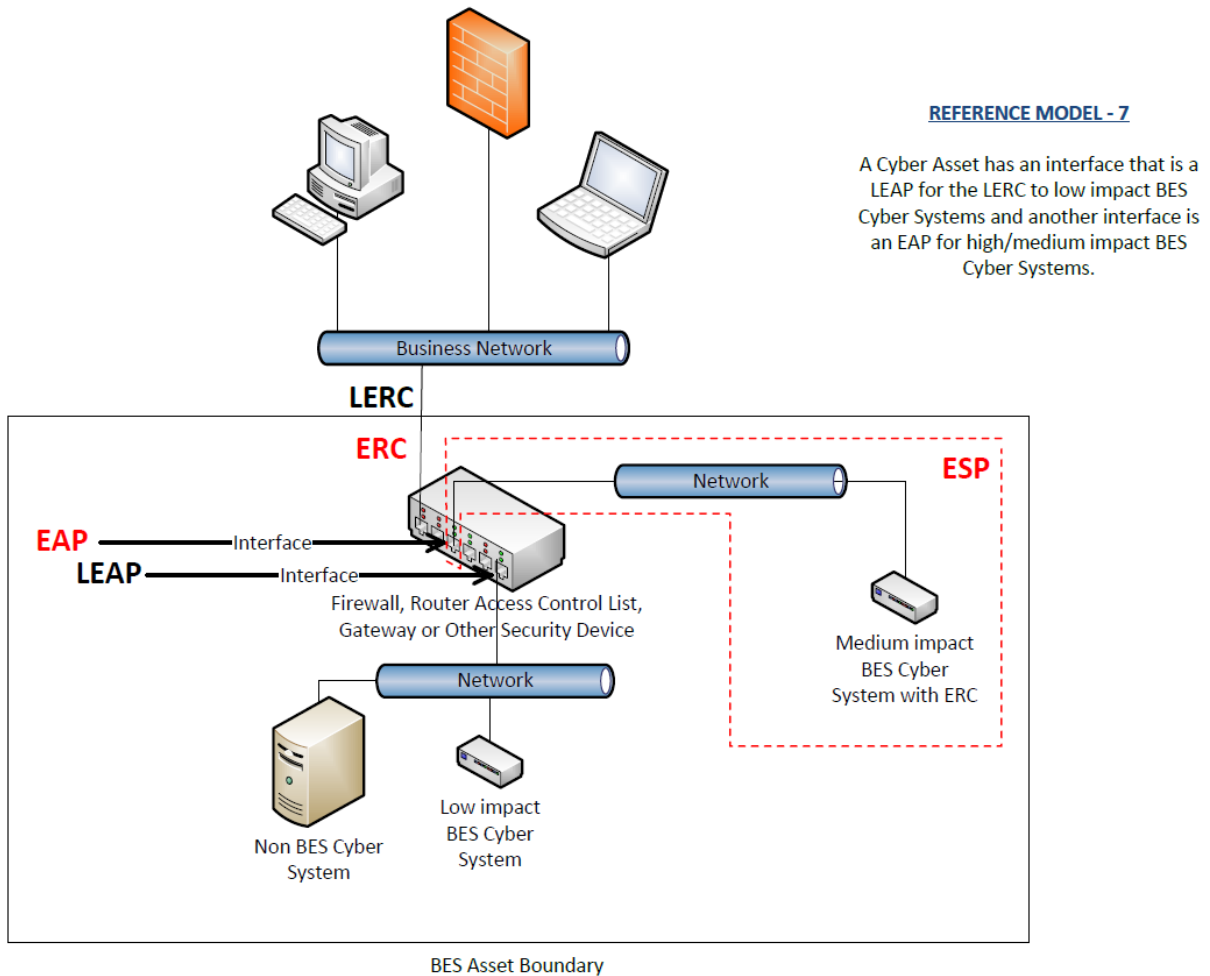 REFERENCE MODEL - 7
A Cyber Asset has an interface that is a
LEAP for the LERC to low impact BES
Cyber Systems and another interface is
an EAP for high/medium impact BES
Cyber Systems.
Business Network
LERC
ERC
ESP
Network
EAP
Interface
LEAP
Interface
Firewall, Router Access Control List,
Gateway or Other Security Device
Medium impact
BES Cyber
System with ERC
Network
Low impact
BES Cyber
System
Non BES Cyber
System
BES Asset Boundary